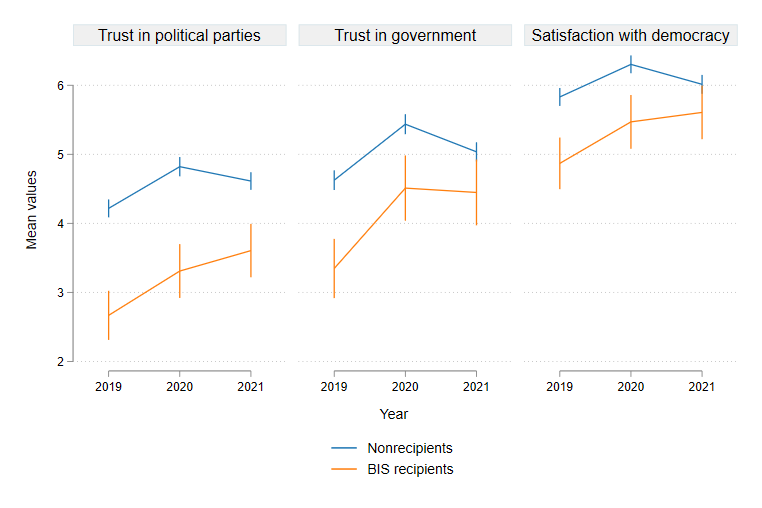 Trust in political parties
Trust in government
Satisfaction with democracy
Mean values
6
5
4
3
2
2019 2020 2021
2019 2020 2021
2019 2020 2021
Year
Nonrecipients
BIS recipients